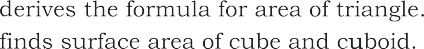 derives the formula for area of triangle.
finds surface area of cube and cuboid.